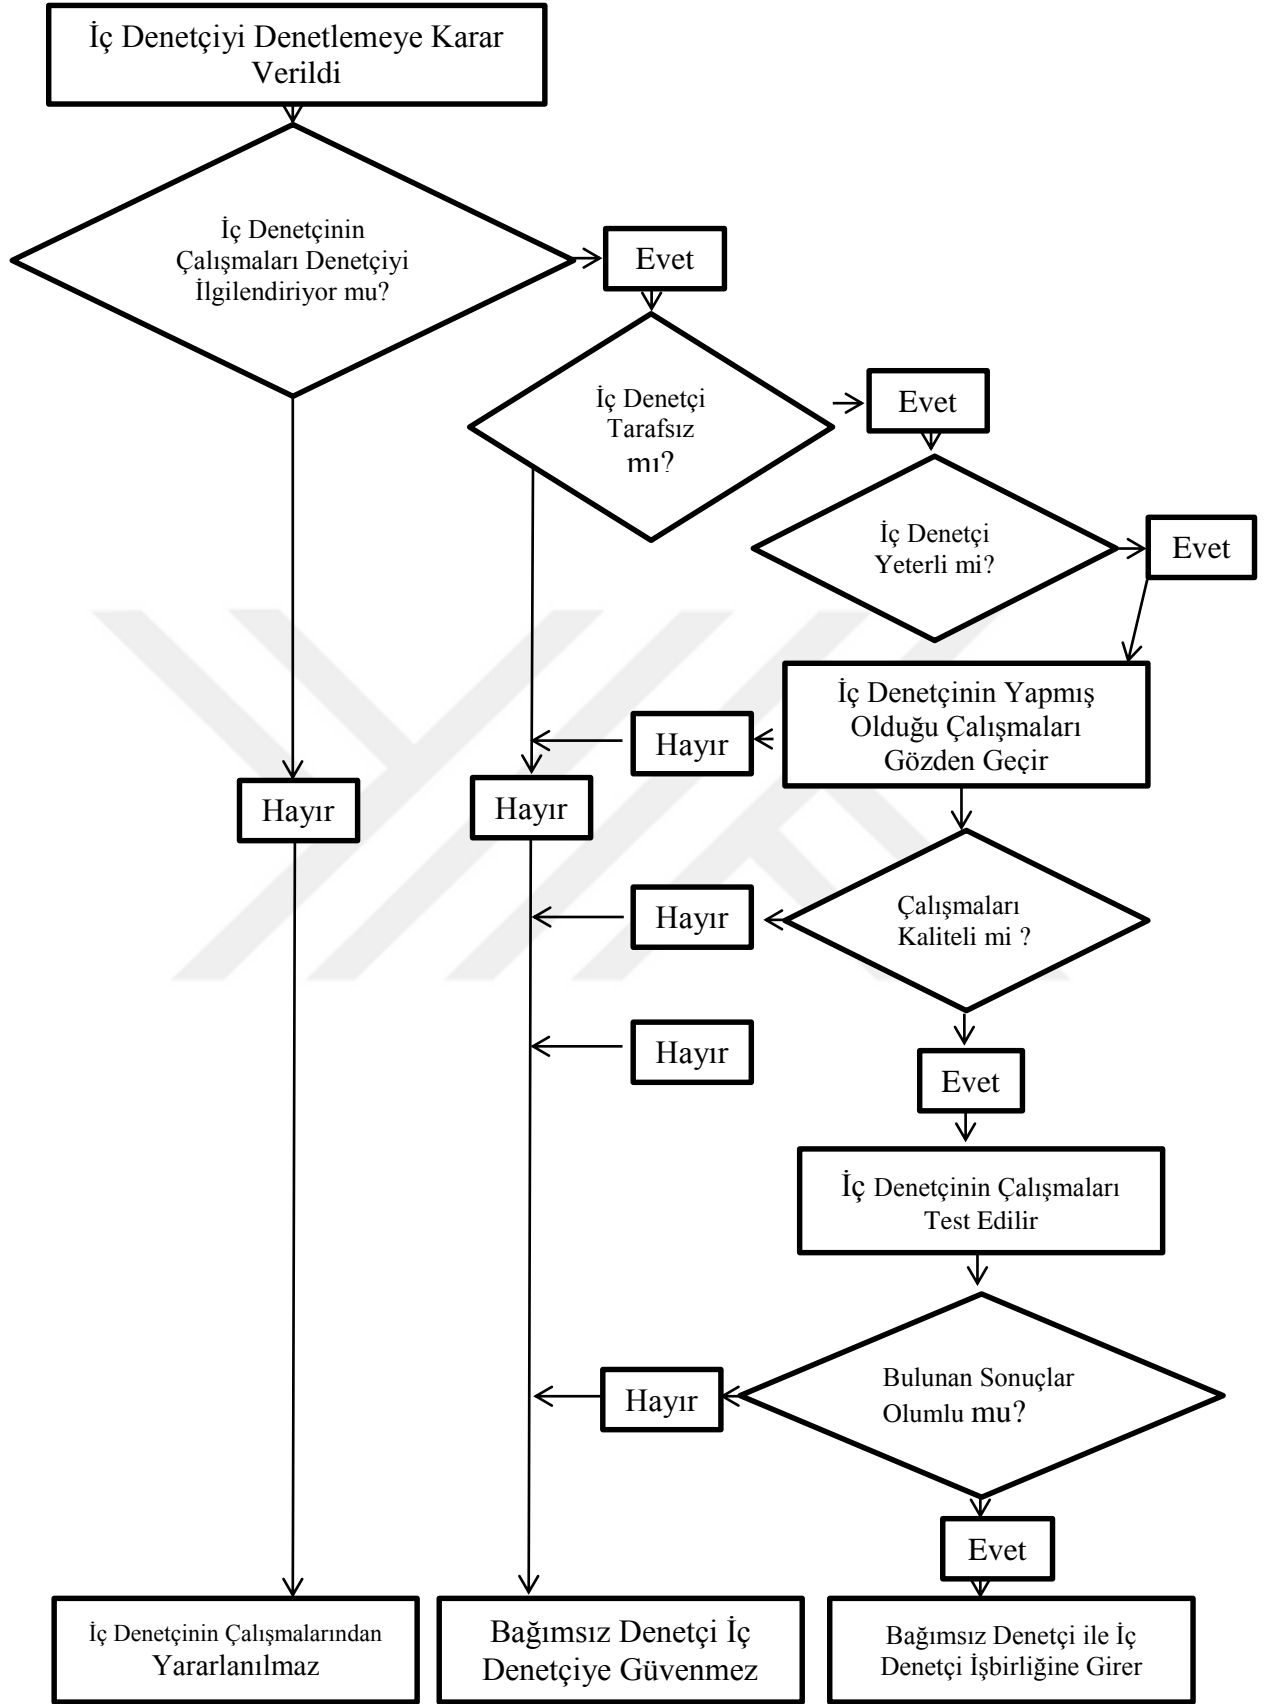 İç Denetçiyi Denetlemeye Karar
Verildi
İç Denetçinin
Çalışmaları Denetçiyi
İlgilendiriyor mu?
Evet
İç Denetçi
Tarafsız
mı?
Evet
İç Denetçi
Yeterli mi?
Evet
İç Denetçinin Yapmış
Olduğu Çalışmaları
Gözden Geçir
Hayır
Hayır
Hayır
Çalışmaları
Kaliteli mi ?
Hayır
Hayır
Evet
İç Denetçinin Çalışmaları
Test Edilir
Bulunan Sonuçlar
Olumlu mu?
Hayır
Evet
İç Denetçinin Çalışmalarından
Yararlanılmaz
Bağımsız Denetçi İç
Denetçiye Güvenmez
Bağımsız Denetçi ile İç
Denetçi İşbirliğine Girer